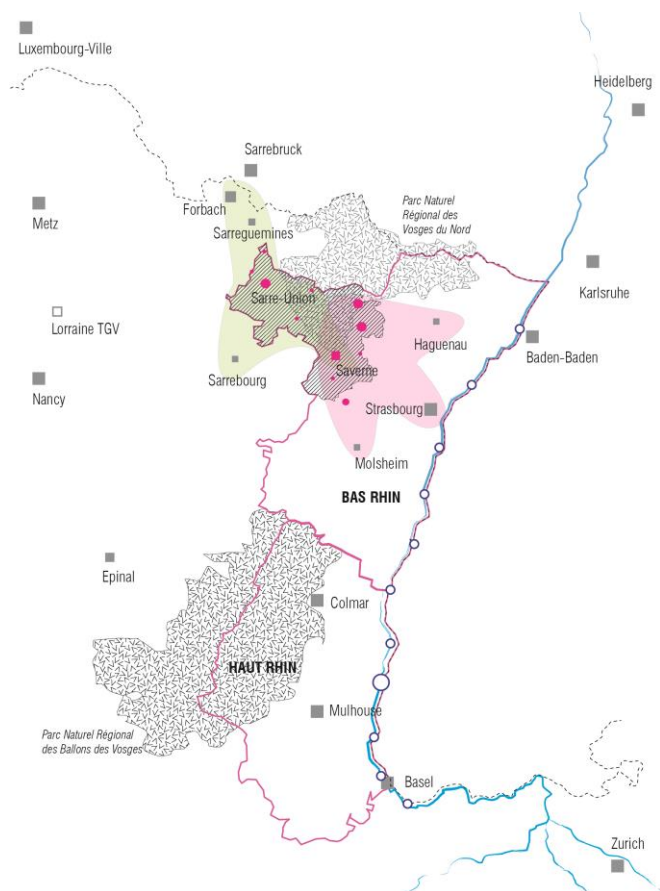 Luxembourg-Ville
Heidelberg
Sarrebruck
Forbach
Metz
Parc Naturel
Régional des
Vosges du Nord
Sarreguemines
Karlsruhe
Sarre-Union
Lorraine TGV
Haguenau
Baden-Baden
Sarrebourg
Saverne
Nancy
Strasbourg
Molsheim
BAS RHIN
Epinal
Colmar
HAUT RHIN
Mulhouse
Parc Naturel Régional
des Ballons des Vosges
Basel
Zurich